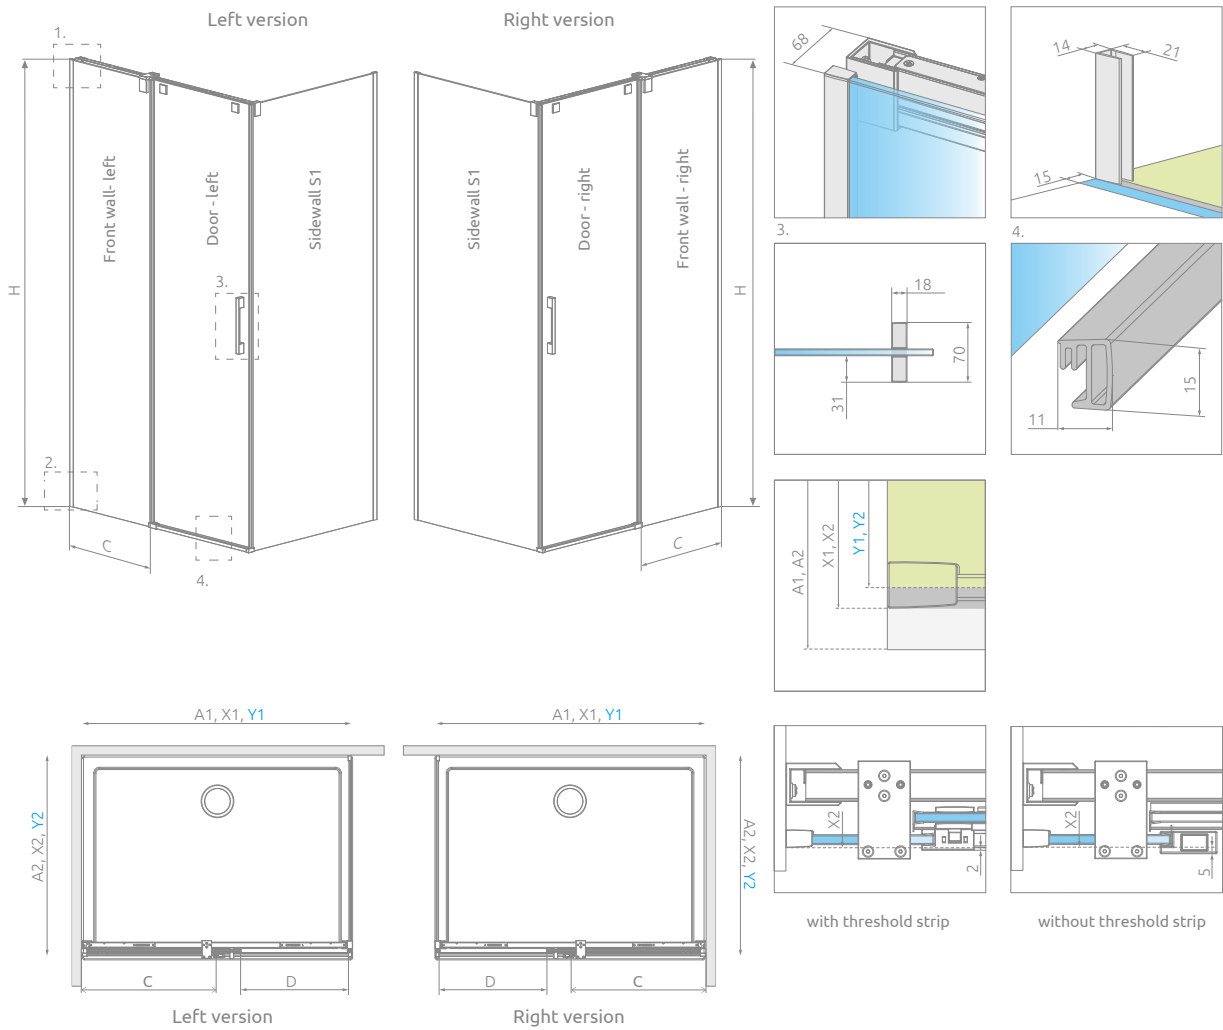 Left version
Right version
1.
Front wall- left
Door - left
Sidewall S1
H
3.
2.
C
4.
Sidewall S1
Door - right
Front wall - right
H
C
68
14
21
15
3.
4.
18
70
31
15
11
A1, A2
X1, X2
Y1, Y2
A1, X1, Y1
A2, X2, Y2
C
D
Left version
A1, X1, Y1
A2, X2, Y2
D
C
Right version
X2
2
with threshold strip
X2
5
without threshold strip